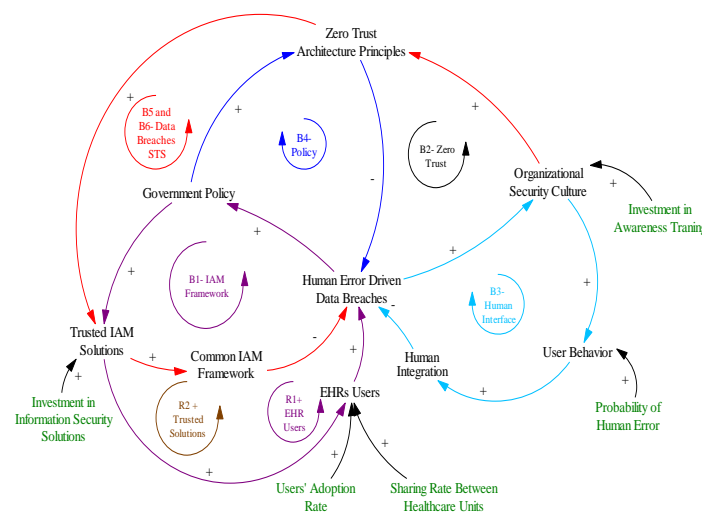 Zero Trust
Architecture Principles
+
B5 and
B6- Data
Breaches
STS
+
B4-
Policy
+
B2- Zero
Trust
-
Government Policy
Organizational
Security Culture
+
Investment in
Awareness Traning
+
+
+
B1- IAM
Framework
Human Error Driven
Data Breaches
+
B3-
Human
Interface
-
Trusted IAM
Solutions
+
Common IAM
Framework
-
+
Human
Integration
User Behavior
+
Investment in
Information Security
Solutions
R2 +
Trusted
Solutions
R1+
EHR
Users
EHRs Users
+
+
Probability of
Human Error
+
+
+
Users' Adoption
Rate
Sharing Rate Between
Healthcare Units